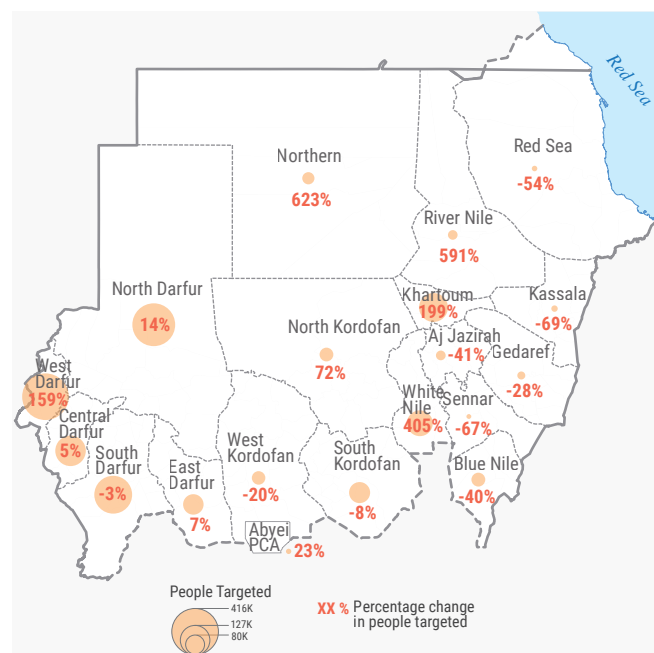 Red Sea
Northern
623%
Red Sea
-54%
River Nile
591%
North Darfur
14%
Khartoum
199%
Kassala
-69%
North Kordofan
72%
Aj Jazirah
-41%
Gedaref
-28%
West
Darfur
159%
White
Nile
405%
Sennar
-67%
Central
Darfur
5%
South
Darfur
-3%
East
Darfur
7%
West
Kordofan
-20%
South
Kordofan
-8%
Blue Nile
-40%
Abyei
PCA
23%
People Targeted
416K
127K
80K
XX % Percentage change
in people targeted